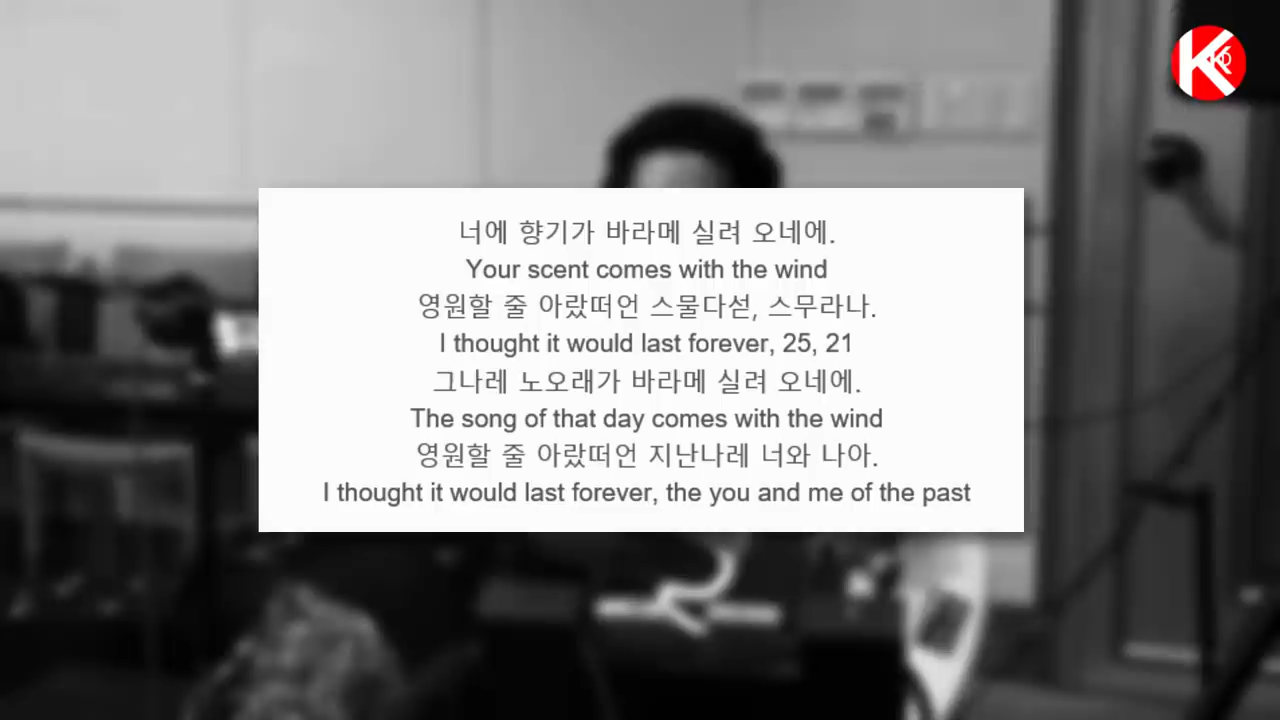 너에 향기가 바라메 실려 오네에.
Your scent comes with the wind
영원할 줄 아랐떠언 스물다섣, 스무라나.
I thought it would last forever, 25, 21
그나레 노오래가 바라메 실려 오네에.
The song of that day comes with the wind
영원할 줄 아랐떠언 지난나레 너와 나아.
I thought it would last forever, the you and me of the past